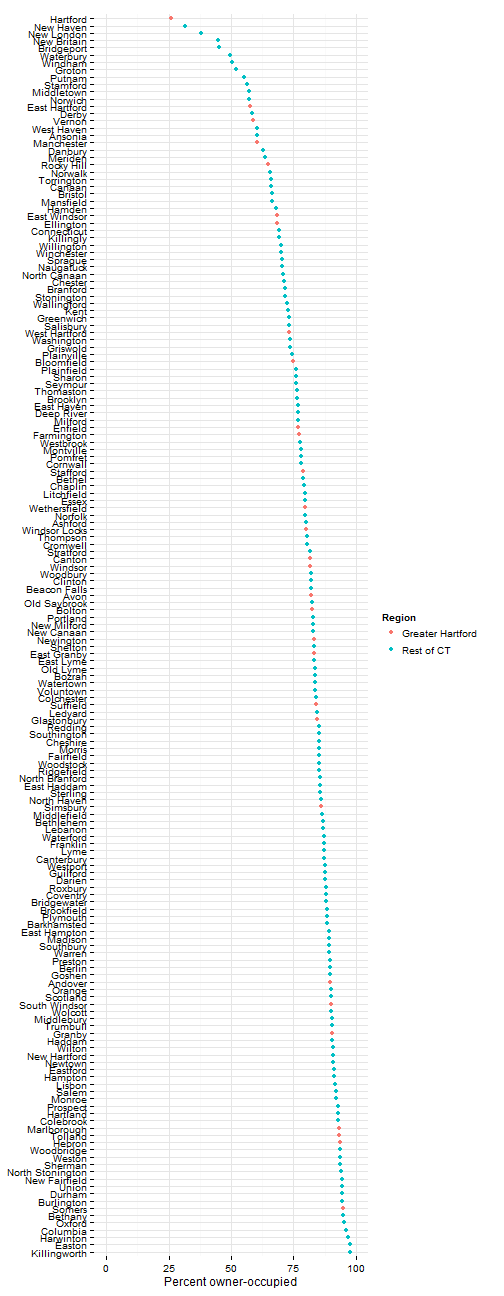 Hartford
New Haven
New London
New Britain
Bridgeport
Waterbury
Windham
Groton
Putnam
Stamford
Middletown
Norwich
East Hartford
Derby
Vernon
West Haven
Ansonia
Manchester
Danbury
Meriden
Rocky Hill
Norwalk
Torrington
Canaan
Bristol
Mansfield
Hamden
East Windsor
Ellington
Connecticut
Killingly
Willington
Winchester
Sprague
Naugatuck
North Canaan
Chester
Branford
Stonington
Wallingford
Kent
Greenwich
Salisbury
West Hartford
Washington
Griswold
Plainville
Bloomfield
Plainfield
Sharon
Seymour
Thomaston
Brooklyn
East Haven
Deep River
Milford
Enfield
Farmington
Westbrook
Montville
Pomfret
Cornwall
Stafford
Bethel
Chaplin
Litchfield
Essex
Wethersfield
Norfolk
Ashford
Windsor Locks
Thompson
Cromwell
Stratford
Canton
Windsor
Woodbury
Clinton
Beacon Falls
Avon
Old Saybrook
Bolton
Portland
New Milford
New Canaan
Newington
Shelton
East Granby
East Lyme
Old Lyme
Bozrah
Watertown
Voluntown
Colchester
Suffield
Ledyard
Glastonbury
Redding
Southington
Cheshire
Morris
Fairfield
Woodstock
Ridgefield
North Branford
East Haddam
Sterling
North Haven
Simsbury
Middlefield
Bethlehem
Lebanon
Waterford
Franklin
Lyme
Canterbury
Westport
Guilford
Darien
Roxbury
Coventry
Bridgewater
Brookfield
Plymouth
Barkhamsted
East Hampton
Madison
Southbury
Warren
Preston
Berlin
Goshen
Andover
Orange
Scotland
South Windsor
Wolcott
Middlebury
Trumbull
Granby
Haddam
Wilton
New Hartford
Newtown
Eastford
Hampton
Lisbon
Salem
Monroe
Prospect
Hartland
Colebrook
Marlborough
Tolland
Hebron
Woodbridge
Weston
Sherman
North Stonington
New Fairfield
Union
Durham
Burlington
Somers
Bethany
Oxford
Columbia
Harwinton
Easton
Killingworth
0 25 50 75 100
Percent owner-occupied
Region
Greater Hartford
Rest of CT